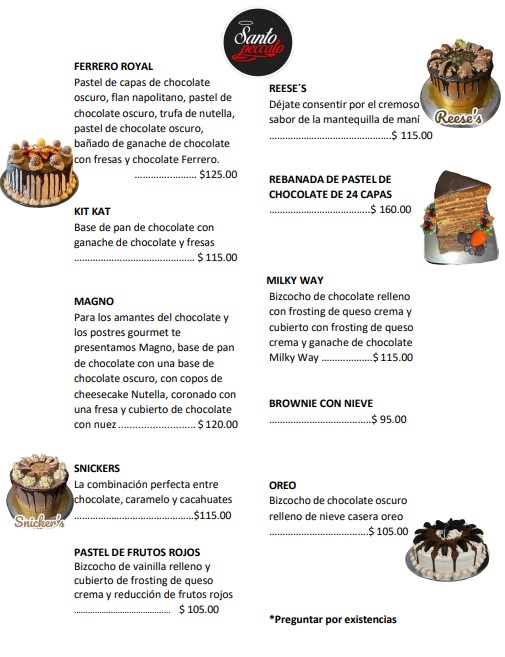 Santo
peccato
FERRERO ROYAL
Pastel de capas de chocolate
oscuro, flan napolitano, pastel de
chocolate oscuro, trufa de nutella,
pastel de chocolate oscuro,
bañado de ganache de chocolate
con fresas y chocolate Ferrero.
...................... $125.00
KIT KAT
Base de pan de chocolate con
ganache de chocolate y fresas
............................................ $ 115.00
MAGNO
Para los amantes del chocolate y
los postres gourmet te
presentamos Magno, base de pan
de chocolate con una base de
chocolate oscuro, con copos de
cheesecake Nutella, coronado con
una fresa y cubierto de chocolate
con nuez .......................... $ 120.00
SNICKERS
La combinación perfecta entre
chocolate, caramelo y cacahuates
............................................$115.00
Snicker's
PASTEL DE FRUTOS ROJOS
Bizcocho de vainilla relleno y
cubierto de frosting de queso
crema y reducción de frutos rojos
...................................... $ 105.00
REESE´S
Déjate consentir por el cremoso
sabor de la mantequilla de maní
.............................................$ 115.00
Reese's
REBANADA DE PASTEL DE
CHOCOLATE DE 24 CAPAS
.....................................$ 160.00
MILKY WAY
Bizcocho de chocolate relleno
con frosting de queso crema y
cubierto con frosting de queso
crema y ganache de chocolate
Milky Way ...................$ 115.00
BROWNIE CON NIEVE
.....................................$ 95.00
OREO
Bizcocho de chocolate oscuro
relleno de nieve casera oreo
....................................$ 105.00
*Preguntar por existencias